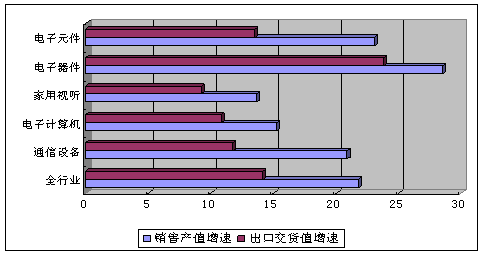 电子元件
电子器件
家用视听
电子计算机
通信设备
全行业
0 5 10 15 20 25 30
销售产值增速 出口交货值增速